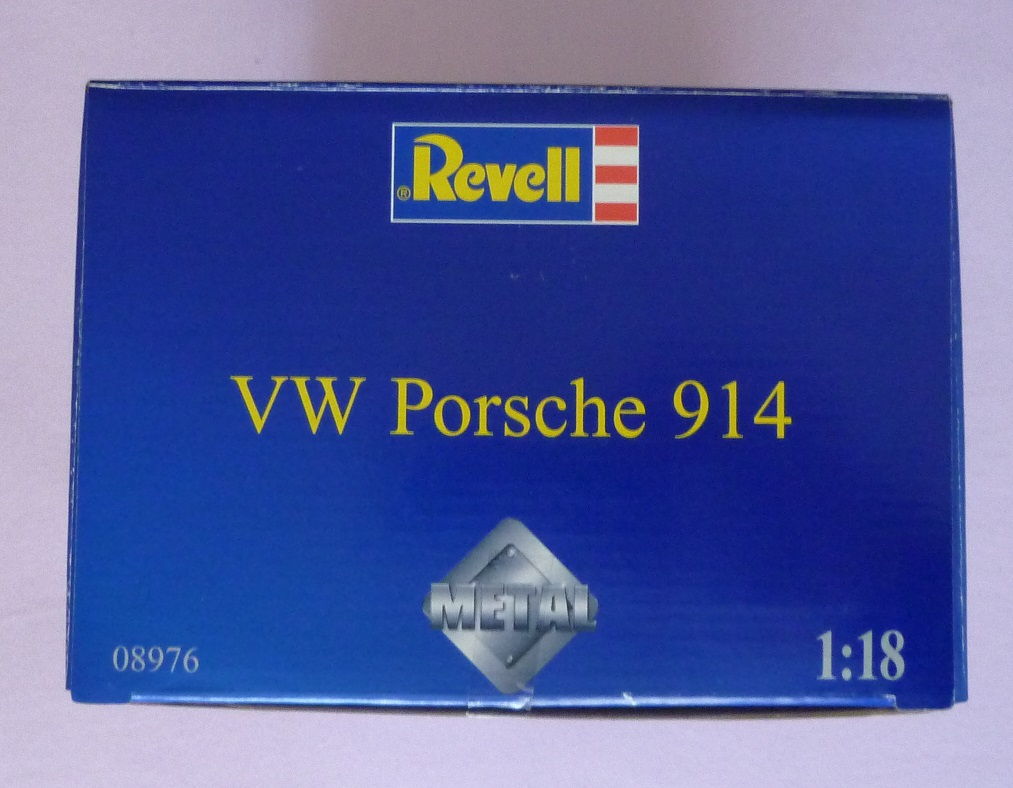 ® Revell
VW Porsche 914
METAL
08976
1:18